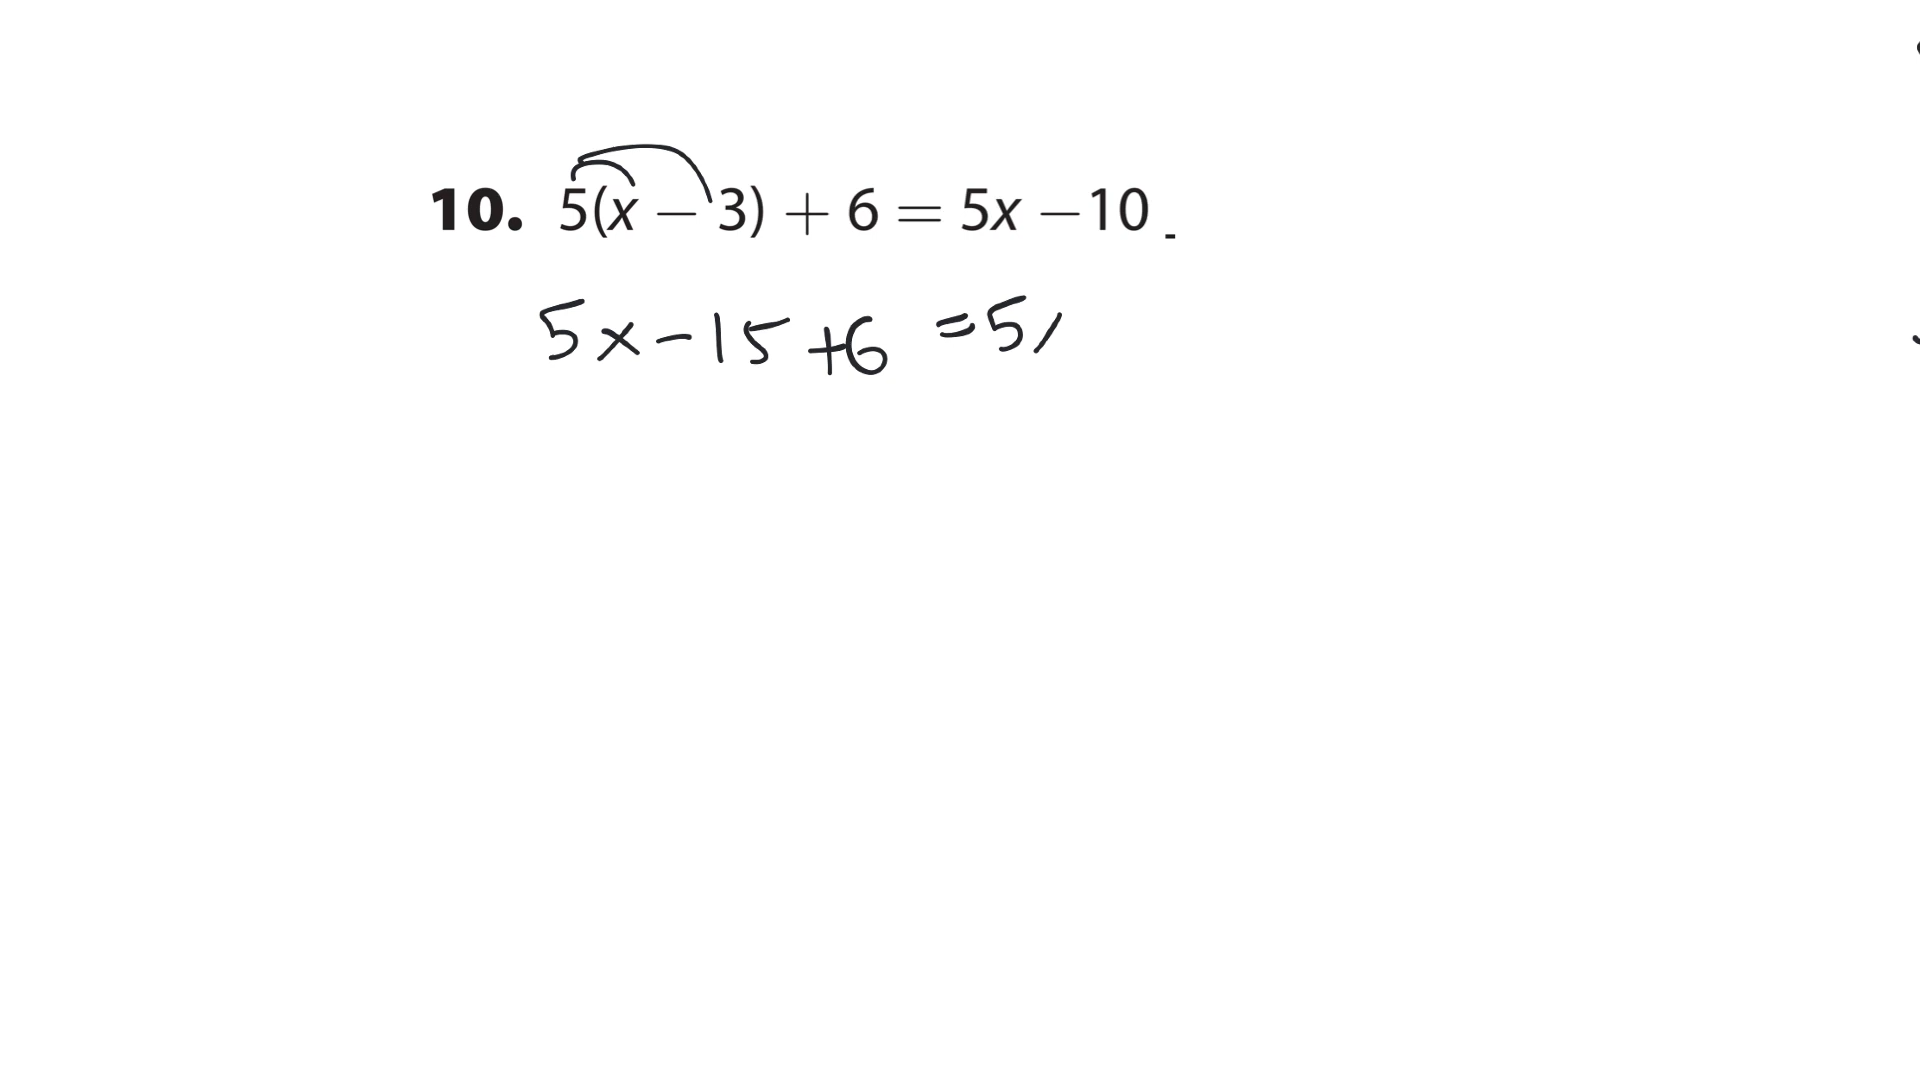 10. 5(x − 3) + 6 = 5x −10
5x - 15 + 6 = 5